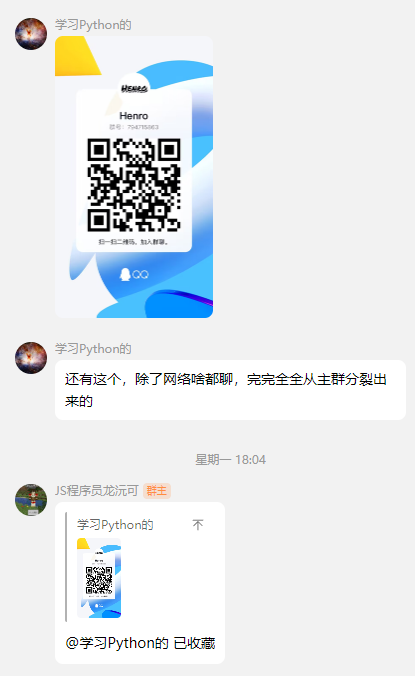 学习Python的
HENRO
Henro
群号：794715863
扫一扫二维码，加入群聊。
QQ
学习Python的
还有这个，除了网络啥都聊，完完全全从主群分裂出
来的
星期一 18:04
JS程序员龙沅可 群主
学习Python的
Henro
@学习Python的 已收藏